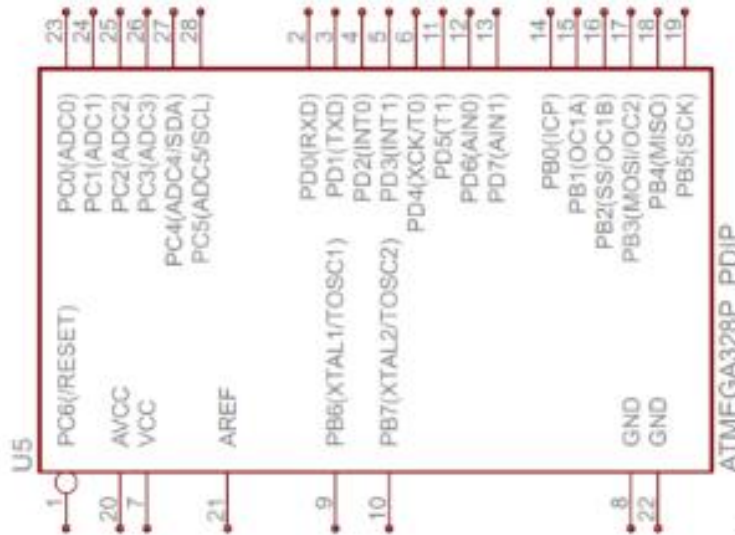 U5
1 PC6(/RESET)
20 AVCC
7 VCC
21 AREF
9 PB6(XTAL1/TOSC1)
10 PB7(XTAL2/TOSC2)
8 GND
22 GND
PC0(ADC0) 23
PC1(ADC1) 24
PC2(ADC2) 25
PC3(ADC3) 26
PC4(ADC4/SDA) 27
PC5(ADC5/SCL) 28
PD0(RXD) 2
PD1(TXD) 3
PD2(INT0) 4
PD3(INT1) 5
PD4(XCK/T0) 6
PD5(T1) 11
PD6(AIN0) 12
PD7(AIN1) 13
PB0(ICP) 14
PB1(OC1A) 15
PB2(SS/OC1B) 16
PB3(MOSI/OC2) 17
PB4(MISO) 18
PB5(SCK) 19
ATMEGA328P_PDIP